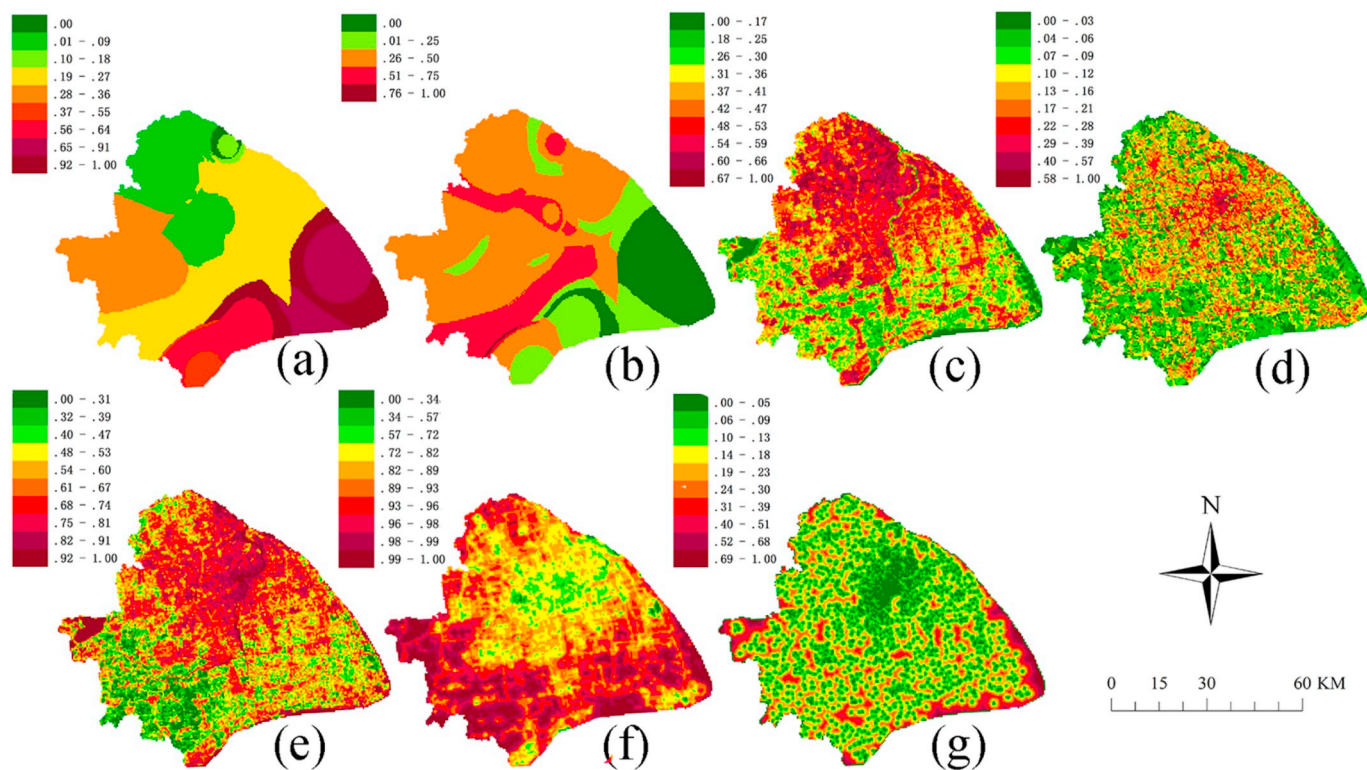 .00
.01 - .09
.10 - .18
.19 - .27
.28 - .36
.37 - .55
.56 - .64
.65 - .91
.92 - 1.00
(a)
.00
.01 - .25
.26 - .50
.51 - .75
.76 - 1.00
(b)
.00 - .17
.18 - .25
.26 - .30
.31 - .36
.37 - .41
.42 - .47
.48 - .53
.54 - .59
.60 - .66
.67 - 1.00
(c)
.00 - .03
.04 - .06
.07 - .09
.10 - .12
.13 - .16
.17 - .21
.22 - .28
.29 - .39
.40 - .57
.58 - 1.00
(d)
.00 - .31
.32 - .39
.40 - .47
.48 - .53
.54 - .60
.61 - .67
.68 - .74
.75 - .81
.82 - .91
.92 - 1.00
(e)
.00 - .34
.34 - .57
.57 - .72
.72 - .82
.82 - .89
.89 - .93
.93 - .96
.96 - .98
.98 - .99
.99 - 1.00
(f)
.00 - .05
.06 - .09
.10 - .13
.14 - .18
.19 - .23
.24 - .30
.31 - .39
.40 - .51
.52 - .68
.69 - 1.00
(g)
N
0 15 30 60 KM